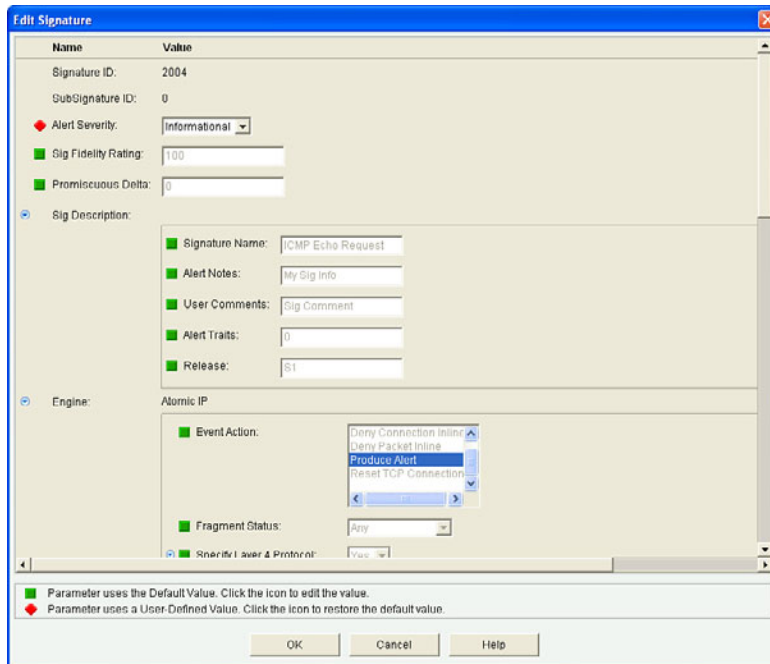 Edit Signature
Name Value
Signature ID: 2004
SubSignature ID: 0
Alert Severity: Informational
Sig Fidelity Rating: 100
Promiscuous Delta: 0
Sig Description:
Signature Name: ICMP Echo Request
Alert Notes: My Sig Info
User Comments: Sig Comment
Alert Traits: 0
Release: S1
Engine: Atomic IP
Event Action: Deny Connection Inline
Deny Packet Inline
Produce Alert
Reset TCP Connection
Fragment Status: Any
Specify Layer 4 Protocol: Yes
Parameter uses the Default Value. Click the icon to edit the value.
Parameter uses a User-Defined Value. Click the icon to restore the default value.
OK Cancel Help